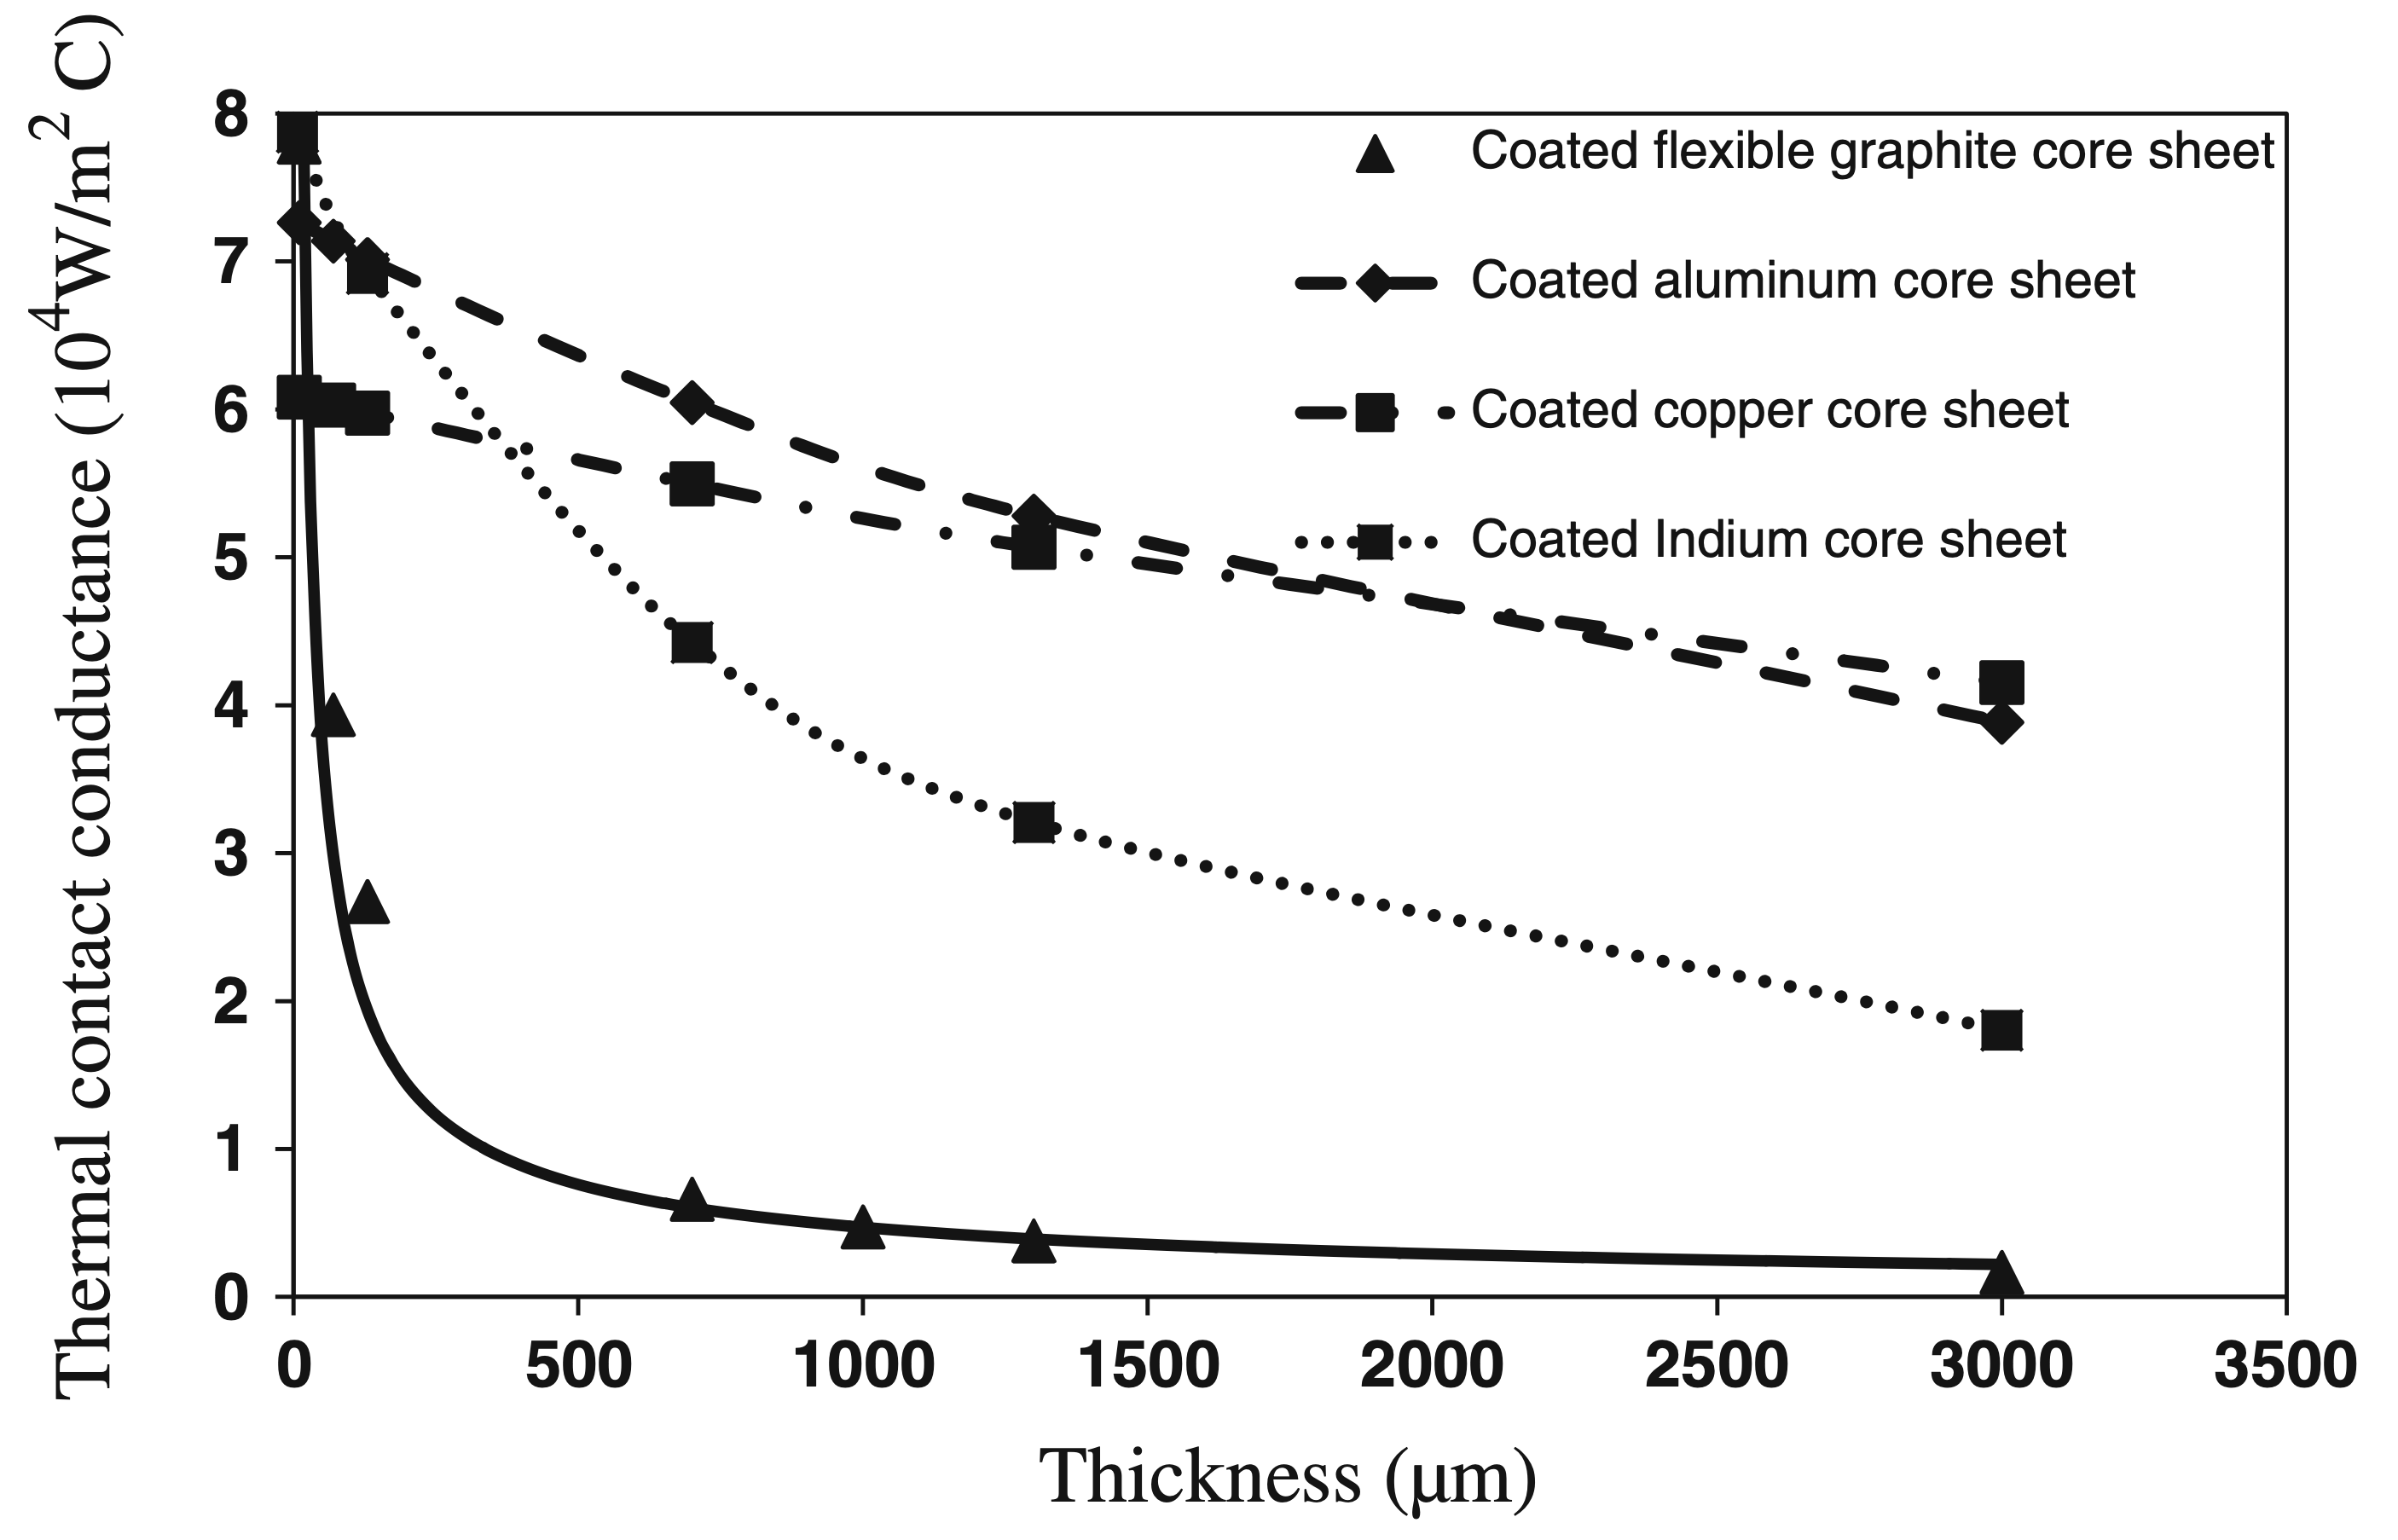 Thermal contact conductance (10⁴W/m² C)
8
7
6
5
4
3
2
1
0
Coated flexible graphite core sheet
Coated aluminum core sheet
Coated copper core sheet
Coated Indium core sheet
0 500 1000 1500 2000 2500 3000 3500
Thickness (μm)